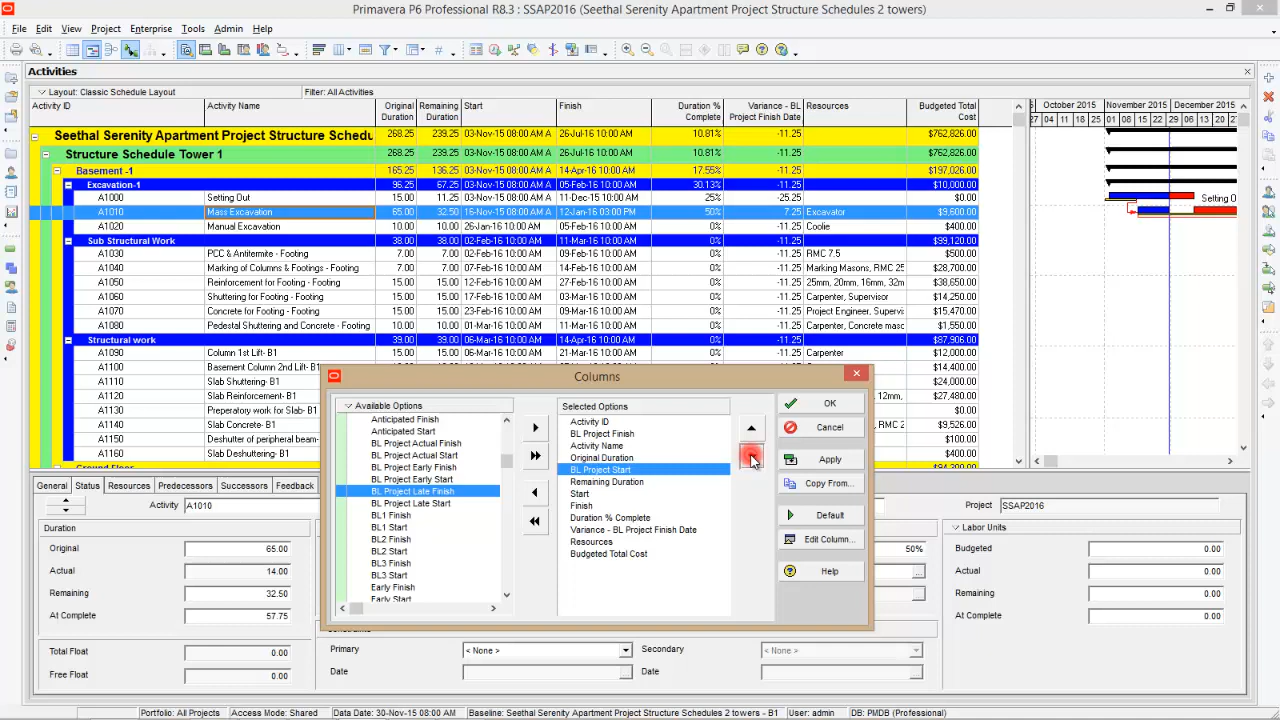 Primavera P6 Professional R8.3 : SSAP2016 (Seethal Serenity Apartment Project Structure Schedules 2 towers)
File Edit View Project Enterprise Tools Admin Help
Activities
Layout: Classic Schedule Layout Filter: All Activities
Activity ID Activity Name Original Duration Remaining Duration Start Finish Duration % Complete Variance - BL Project Finish Date Resources Budgeted Total Cost
October 2015 November 2015 December 2015
27 04 11 18 25 01 08 15 22 29 06 13 20 27
Seethal Serenity Apartment Project Structure Schedu 268.25 239.25 03-Nov-15 08:00 AM A 26-Jul-16 10:00 AM 10.81% -11.25 $762,826.00
Structure Schedule Tower 1 268.25 239.25 03-Nov-15 08:00 AM A 26-Jul-16 10:00 AM 10.81% -11.25 $762,826.00
Basement -1 165.25 136.25 03-Nov-15 08:00 AM A 14-Apr-16 10:00 AM 17.55% -11.25 $197,026.00
Excavation-1 96.25 67.25 03-Nov-15 08:00 AM A 05-Feb-16 10:00 AM 30.13% -11.25 $10,000.00
A1000 Setting Out 15.00 11.25 03-Nov-15 08:00 AM A 11-Dec-15 10:00 AM 25% -25.25 $0.00 Setting O
A1010 Mass Excavation 65.00 32.50 16-Nov-15 08:00 AM A 12-Jan-16 03:00 PM 50% 7.25 Excavator $9,600.00
A1020 Manual Excavation 10.00 10.00 26-Jan-16 10:00 AM 05-Feb-16 10:00 AM 0% -11.25 Coolie $400.00
Sub Structural Work 38.00 38.00 02-Feb-16 10:00 AM 11-Mar-16 10:00 AM 0% -11.25 $99,120.00
A1030 PCC & Antitermite - Footing 7.00 7.00 02-Feb-16 10:00 AM 09-Feb-16 10:00 AM 0% -11.25 RMC 7.5 $500.00
A1040 Marking of Columns & Footings - Footing 7.00 7.00 07-Feb-16 10:00 AM 14-Feb-16 10:00 AM 0% -11.25 Marking Masons, RMC 25 $28,700.00
A1050 Reinforcement for Footing - Footing 15.00 15.00 12-Feb-16 10:00 AM 27-Feb-16 10:00 AM 0% -11.25 25mm, 20mm, 16mm, 32m $38,650.00
A1060 Shuttering for Footing - Footing 15.00 15.00 17-Feb-16 10:00 AM 03-Mar-16 10:00 AM 0% -11.25 Carpenter, Supervisor $14,250.00
A1070 Concrete for Footing - Footing 15.00 15.00 23-Feb-16 10:00 AM 09-Mar-16 10:00 AM 0% -11.25 Project Engineer, Supervi $15,470.00
A1080 Pedestal Shuttering and Concrete - Footing 10.00 10.00 01-Mar-16 10:00 AM 11-Mar-16 10:00 AM 0% -11.25 Carpenter, Concrete masc $1,550.00
Structural work 39.00 39.00 06-Mar-16 10:00 AM 14-Apr-16 10:00 AM 0% -11.25 $87,906.00
A1090 Column 1st Lift- B1 15.00 15.00 06-Mar-16 10:00 AM 21-Mar-16 10:00 AM 0% -11.25 Carpenter $12,000.00
A1100 Basement Column 2nd Lift- B1 $14,400.00
A1110 Slab Shuttering- B1 $24,000.00
A1120 Slab Reinforcement- B1 12mm, $27,480.00
A1130 Preperatory work for Slab- B1 $0.00
A1140 Slab Concrete- B1 RMC $9,526.00
A1150 Deshutter of peripheral beam- $100.00
A1160 Slab Deshutter- B1 $400.00
Ground Floor $94,300.00
Columns
Available Options
Anticipated Finish
Anticipated Start
BL Project Actual Finish
BL Project Actual Start
BL Project Early Finish
BL Project Early Start
BL Project Late Finish
BL Project Late Start
BL1 Finish
BL1 Start
BL2 Finish
BL2 Start
BL3 Finish
BL3 Start
Early Finish
Early Start
Selected Options
Activity ID
BL Project Finish
Activity Name
Original Duration
BL Project Start
Remaining Duration
Start
Finish
Duration % Complete
Variance - BL Project Finish Date
Resources
Budgeted Total Cost
OK
Cancel
Apply
Copy From...
Default
Edit Column...
Help
General Status Resources Predecessors Successors Feedback
Activity A1010 Project SSAP2016
Duration
Original 65.00
Actual 14.00
Remaining 32.50
At Complete 57.75
Total Float 0.00
Free Float 0.00
50%
Labor Units
Budgeted 0.00
Actual 0.00
Remaining 0.00
At Complete 0.00
Constraints
Primary < None > Secondary < None >
Date Date
Portfolio: All Projects Access Mode: Shared Data Date: 30-Nov-15 08:00 AM Baseline: Seethal Serenity Apartment Project Structure Schedules 2 towers - B1 User: admin DB: PMDB (Professional)